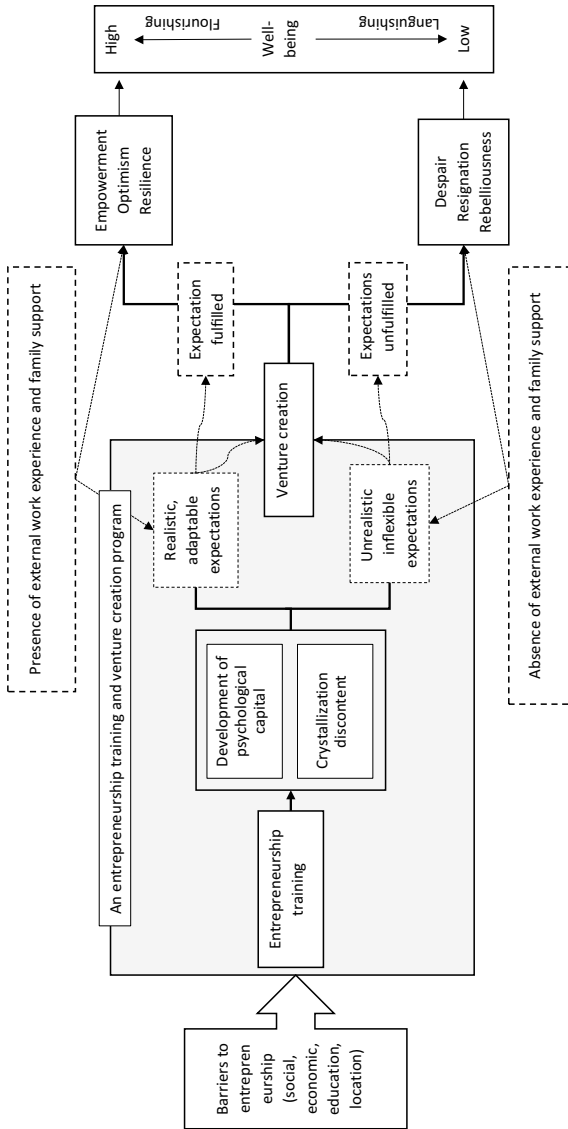 Barriers to
entrepren
eurship
(social,
economic,
education,
location)
An entrepreneurship training and venture creation program
Entrepreneurship
training
Development of
psychological
capital
Crystallization
discontent
Realistic,
adaptable
expectations
Unrealistic
inflexible
expectations
Venture creation
Presence of external work experience and family support
Absence of external work experience and family support
Expectation
fulfilled
Expectations
unfulfilled
Empowerment
Optimism
Resilience
Despair
Resignation
Rebelliousness
High
Flourishing
Well-
being
Languishing
Low